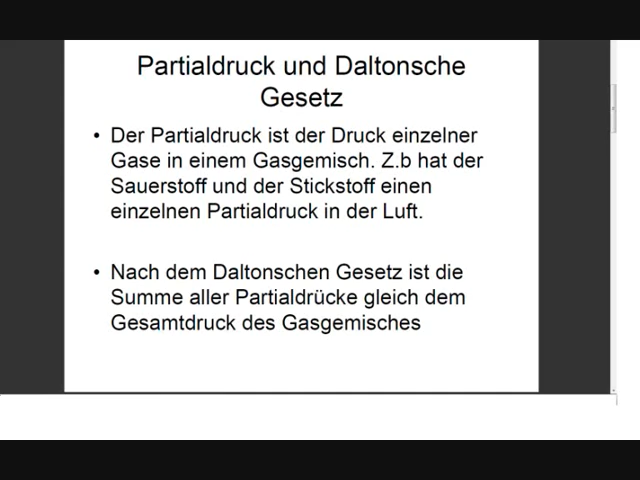 Partialdruck und Daltonsche
Gesetz
• Der Partialdruck ist der Druck einzelner
Gase in einem Gasgemisch. Z.b hat der
Sauerstoff und der Stickstoff einen
einzelnen Partialdruck in der Luft.
• Nach dem Daltonschen Gesetz ist die
Summe aller Partialdrücke gleich dem
Gesamtdruck des Gasgemisches